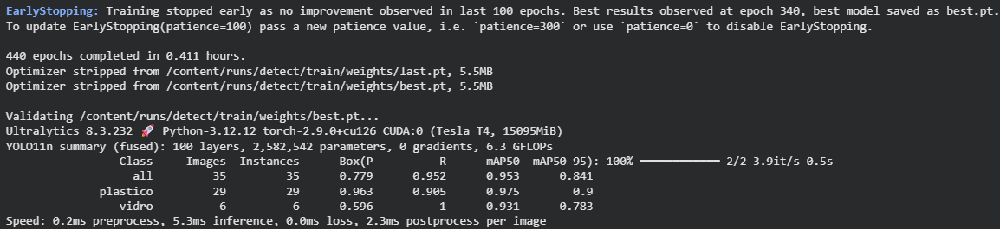 EarlyStopping: Training stopped early as no improvement observed in last 100 epochs. Best results observed at epoch 340, best model saved as best.pt.
To update EarlyStopping(patience=100) pass a new patience value, i.e. `patience=300` or use `patience=0` to disable EarlyStopping.
440 epochs completed in 0.411 hours.
Optimizer stripped from /content/runs/detect/train/weights/last.pt, 5.5MB
Optimizer stripped from /content/runs/detect/train/weights/best.pt, 5.5MB
Validating /content/runs/detect/train/weights/best.pt...
Ultralytics 8.3.232 🚀 Python-3.12.12 torch-2.9.0+cu126 CUDA:0 (Tesla T4, 15095MiB)
YOLO11n summary (fused): 100 layers, 2,582,542 parameters, 0 gradients, 6.3 GFLOPs
Class Images Instances Box(P R mAP50 mAP50-95): 100% ━━━━━━━━━━━━ 2/2 3.9it/s 0.5s
all 35 35 0.779 0.952 0.953 0.841
plastico 29 29 0.963 0.905 0.975 0.9
vidro 6 6 0.596 1 0.931 0.783
Speed: 0.2ms preprocess, 5.3ms inference, 0.0ms loss, 2.3ms postprocess per image